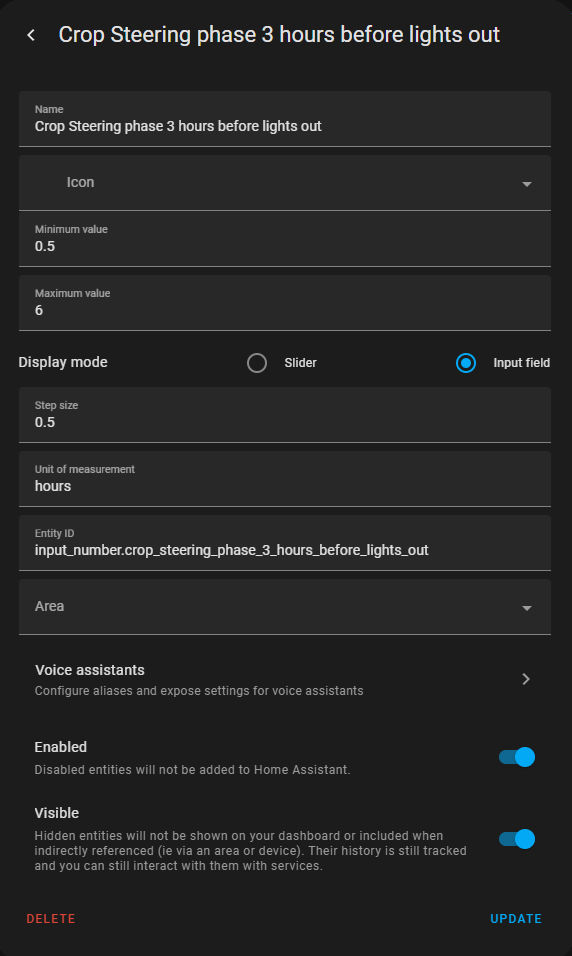 Crop Steering phase 3 hours before lights out
Name
Crop Steering phase 3 hours before lights out
Icon
Minimum value
0.5
Maximum value
6
Display mode
Slider
Input field
Step size
0.5
Unit of measurement
hours
Entity ID
input_number.crop_steering_phase_3_hours_before_lights_out
Area
Voice assistants
Configure aliases and expose settings for voice assistants
Enabled
Disabled entities will not be added to Home Assistant.
Visible
Hidden entities will not be shown on your dashboard or included when
indirectly referenced (ie via an area or device). Their history is still tracked
and you can still interact with them with services.
DELETE
UPDATE